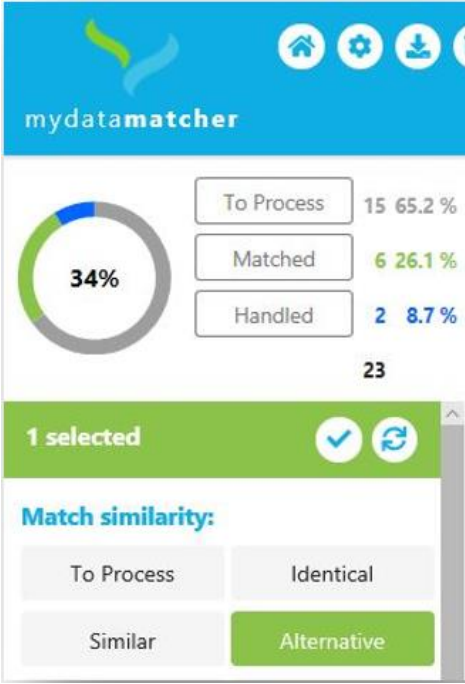 mydatamatcher
To Process 15 65.2 %
34%
Matched 6 26.1 %
Handled 2 8.7 %
23
1 selected
Match similarity:
To Process Identical
Similar Alternative